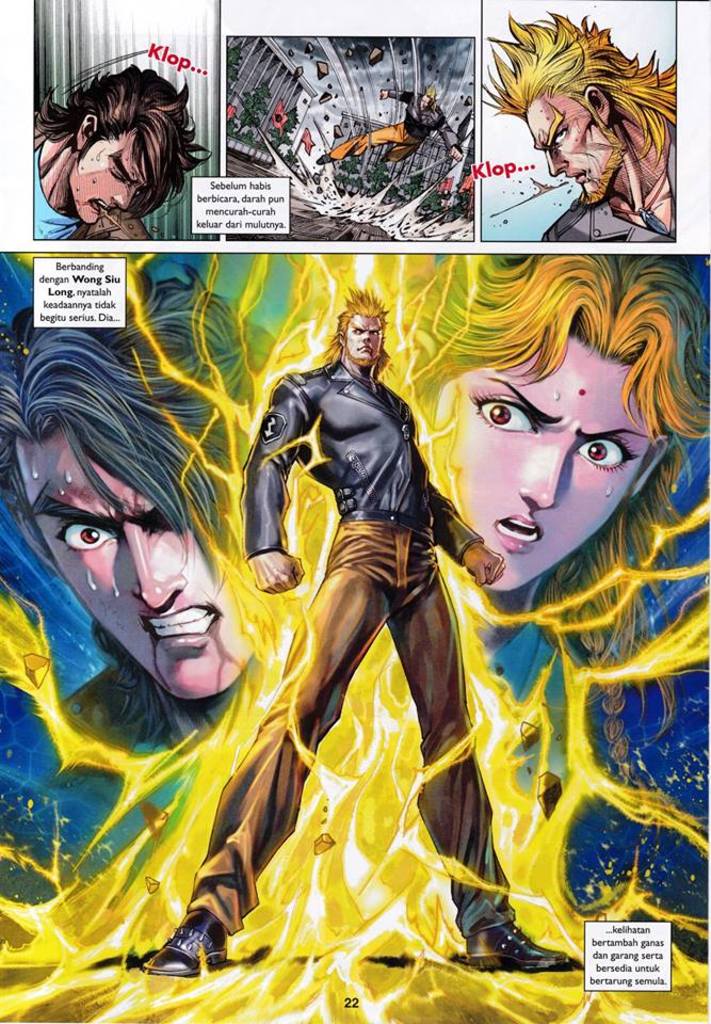 Klop...
Sebelum habis
berbicara, darah pun
mencurah-curah
keluar dari mulutnya.
Klop...
Berbanding
dengan Wong Siu
Long, nyatalah
keadaannya tidak
begitu serius. Dia...
...kelihatan
bertambah ganas
dan garang serta
bersedia untuk
bertarung semula.
22